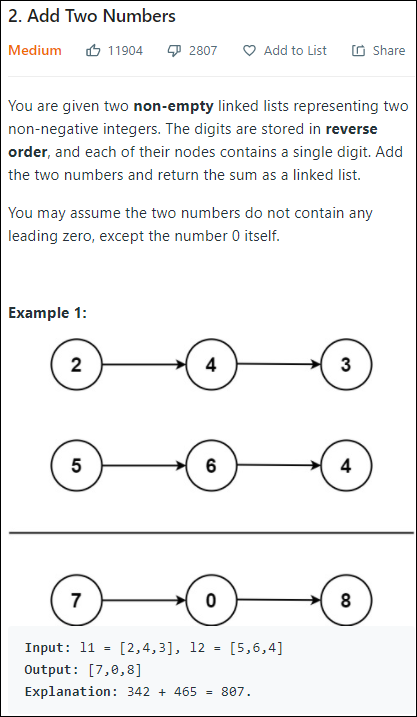 2. Add Two Numbers
Medium 11904 2807 Add to List Share
You are given two non-empty linked lists representing two
non-negative integers. The digits are stored in reverse
order, and each of their nodes contains a single digit. Add
the two numbers and return the sum as a linked list.
You may assume the two numbers do not contain any
leading zero, except the number 0 itself.
Example 1:
2 4 3
5 6 4
7 0 8
Input: l1 = [2,4,3], l2 = [5,6,4]
Output: [7,0,8]
Explanation: 342 + 465 = 807.